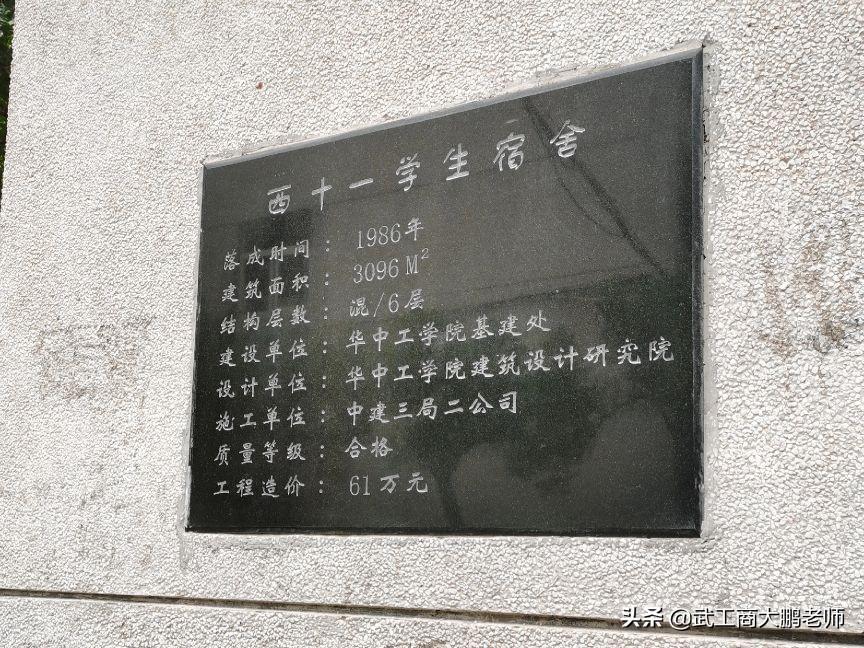 西十一学生宿舍
落成时间：1986年
建筑面积：3096M²
结构层数：混/6层
建设单位：华中工学院基建处
设计单位：华中工学院建筑设计研究院
施工单位：中建三局二公司
质量等级：合格
工程造价：61万元
头条@武工商大鹏老师